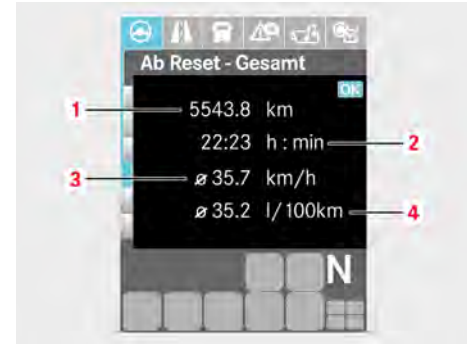 Ab Reset - Gesamt
OK
1
5543.8 km
22:23 h : min
2
3
ø 35.7 km/h
ø 35.2 l/100km
4
N